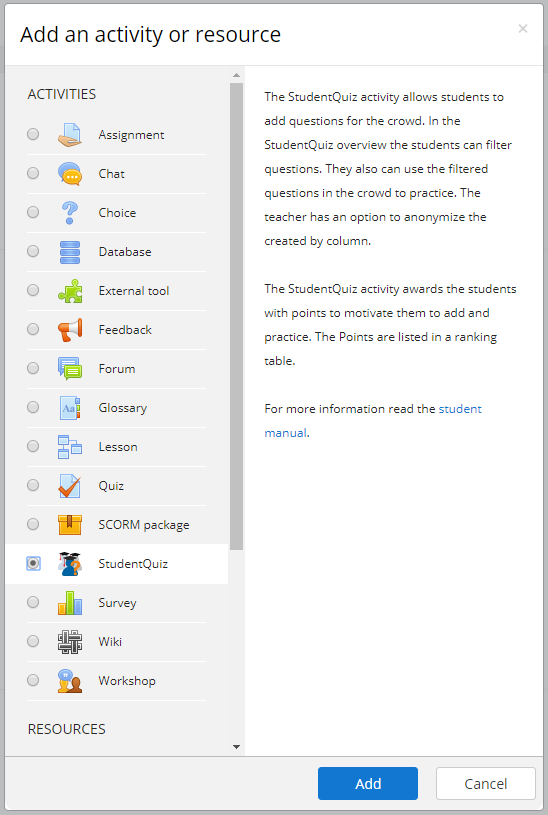 Add an activity or resource
×
ACTIVITIES
Assignment
Chat
Choice
Database
External tool
Feedback
Forum
Glossary
Lesson
Quiz
SCORM package
StudentQuiz
Survey
Wiki
Workshop
RESOURCES
The StudentQuiz activity allows students to
add questions for the crowd. In the
StudentQuiz overview the students can filter
questions. They also can use the filtered
questions in the crowd to practice. The
teacher has an option to anonymize the
created by column.
The StudentQuiz activity awards the students
with points to motivate them to add and
practice. The Points are listed in a ranking
table.
For more information read the student
manual.
Add
Cancel